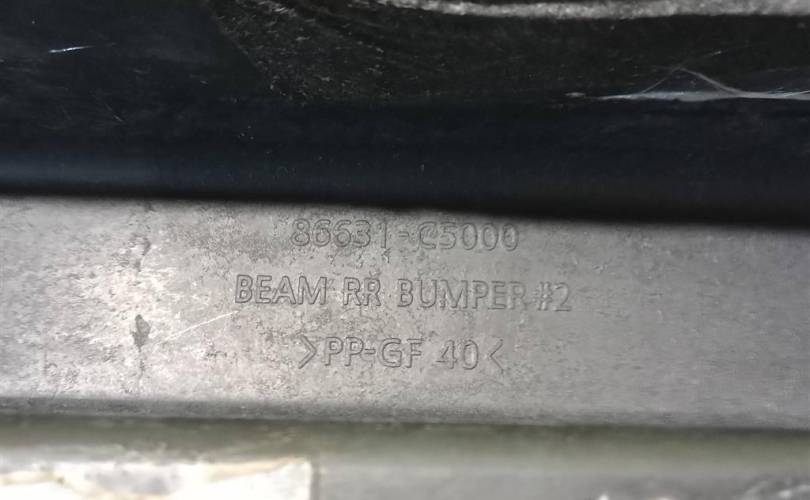 86631-C5000
BEAM RR BUMPER#2
>PP-GF 40<